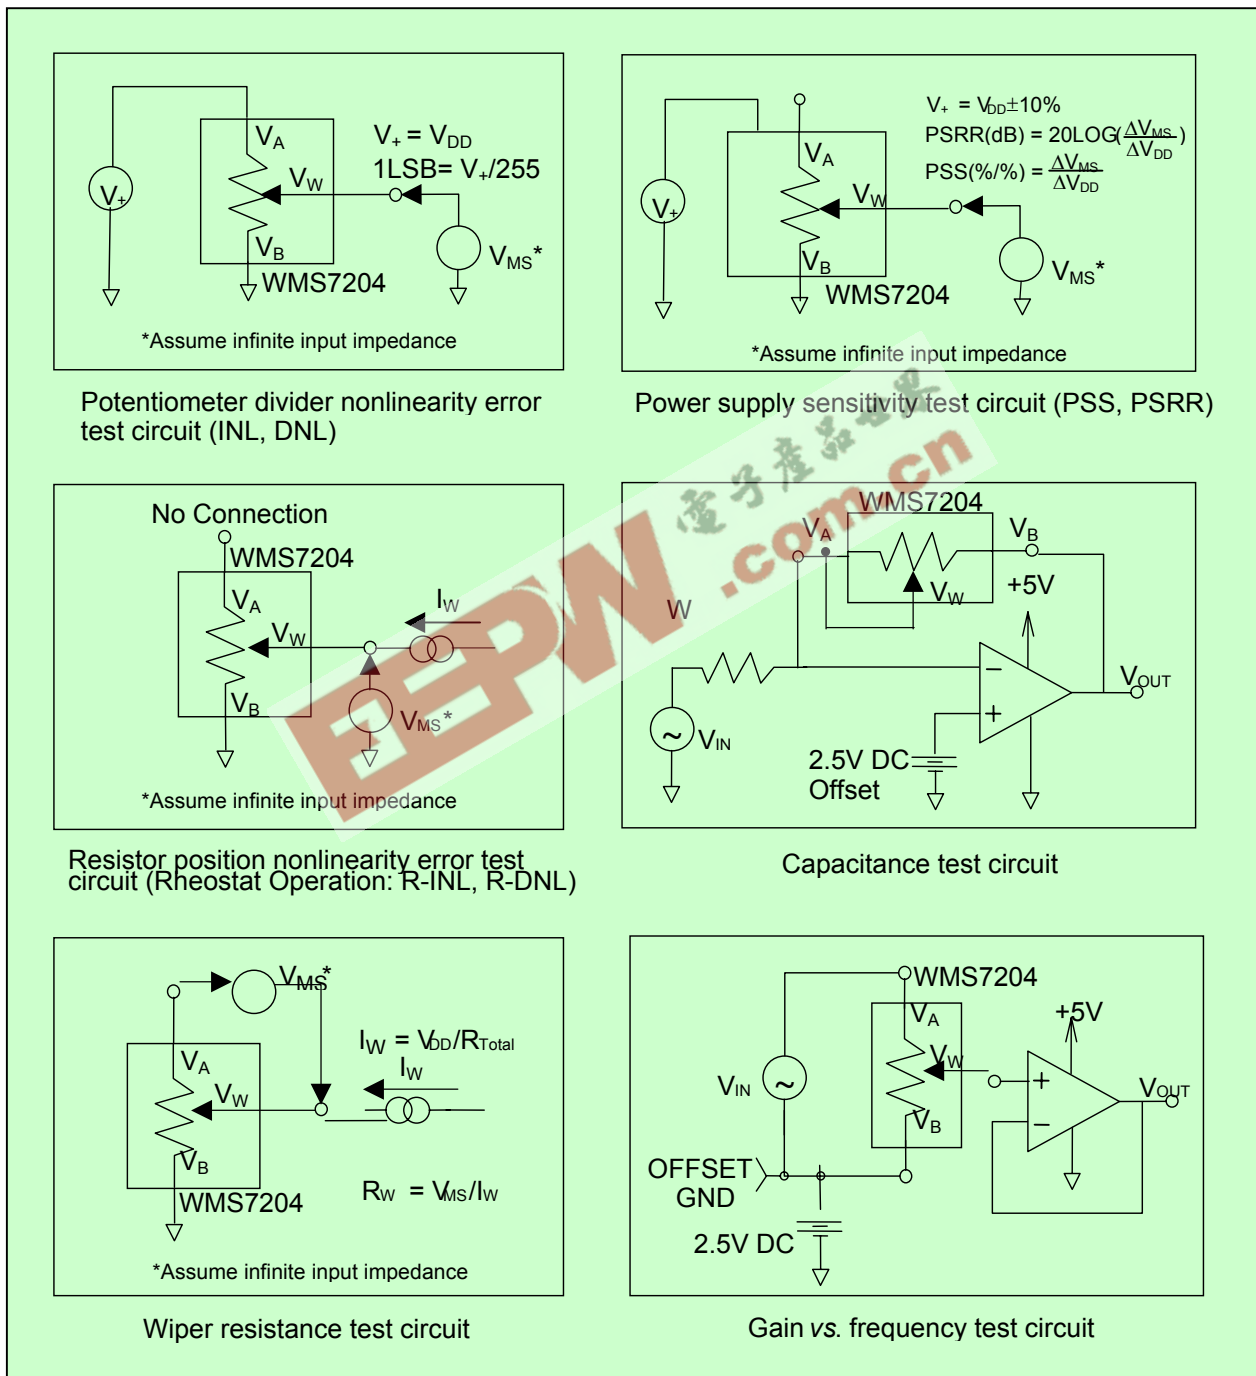 V+
VA
VW
VB
WMS7204
V+ = VDD
1LSB= V+/255
VMS*
*Assume infinite input impedance
Potentiometer divider nonlinearity error
test circuit (INL, DNL)
V+
VA
VW
VB
WMS7204
V+ = VDD±10%
PSRR(dB) = 20LOG(ΔVMS/ΔVDD)
PSS(%/%) = ΔVMS/ΔVDD
VMS*
*Assume infinite input impedance
Power supply sensitivity test circuit (PSS, PSRR)
No Connection
WMS7204
VA
VW
VB
IW
VMS*
*Assume infinite input impedance
Resistor position nonlinearity error test
circuit (Rheostat Operation: R-INL, R-DNL)
WMS7204
VA
VB
VW
+5V
W
~
VIN
−
+
VOUT
2.5V DC
Offset
Capacitance test circuit
VMS*
VA
VW
VB
WMS7204
IW = VDD/RTotal
IW
RW = VMS/IW
*Assume infinite input impedance
Wiper resistance test circuit
WMS7204
VA
VW
VB
+5V
VIN
~
+
−
VOUT
OFFSET
GND
2.5V DC
Gain vs. frequency test circuit
電子產品世界
EEPW.com.cn